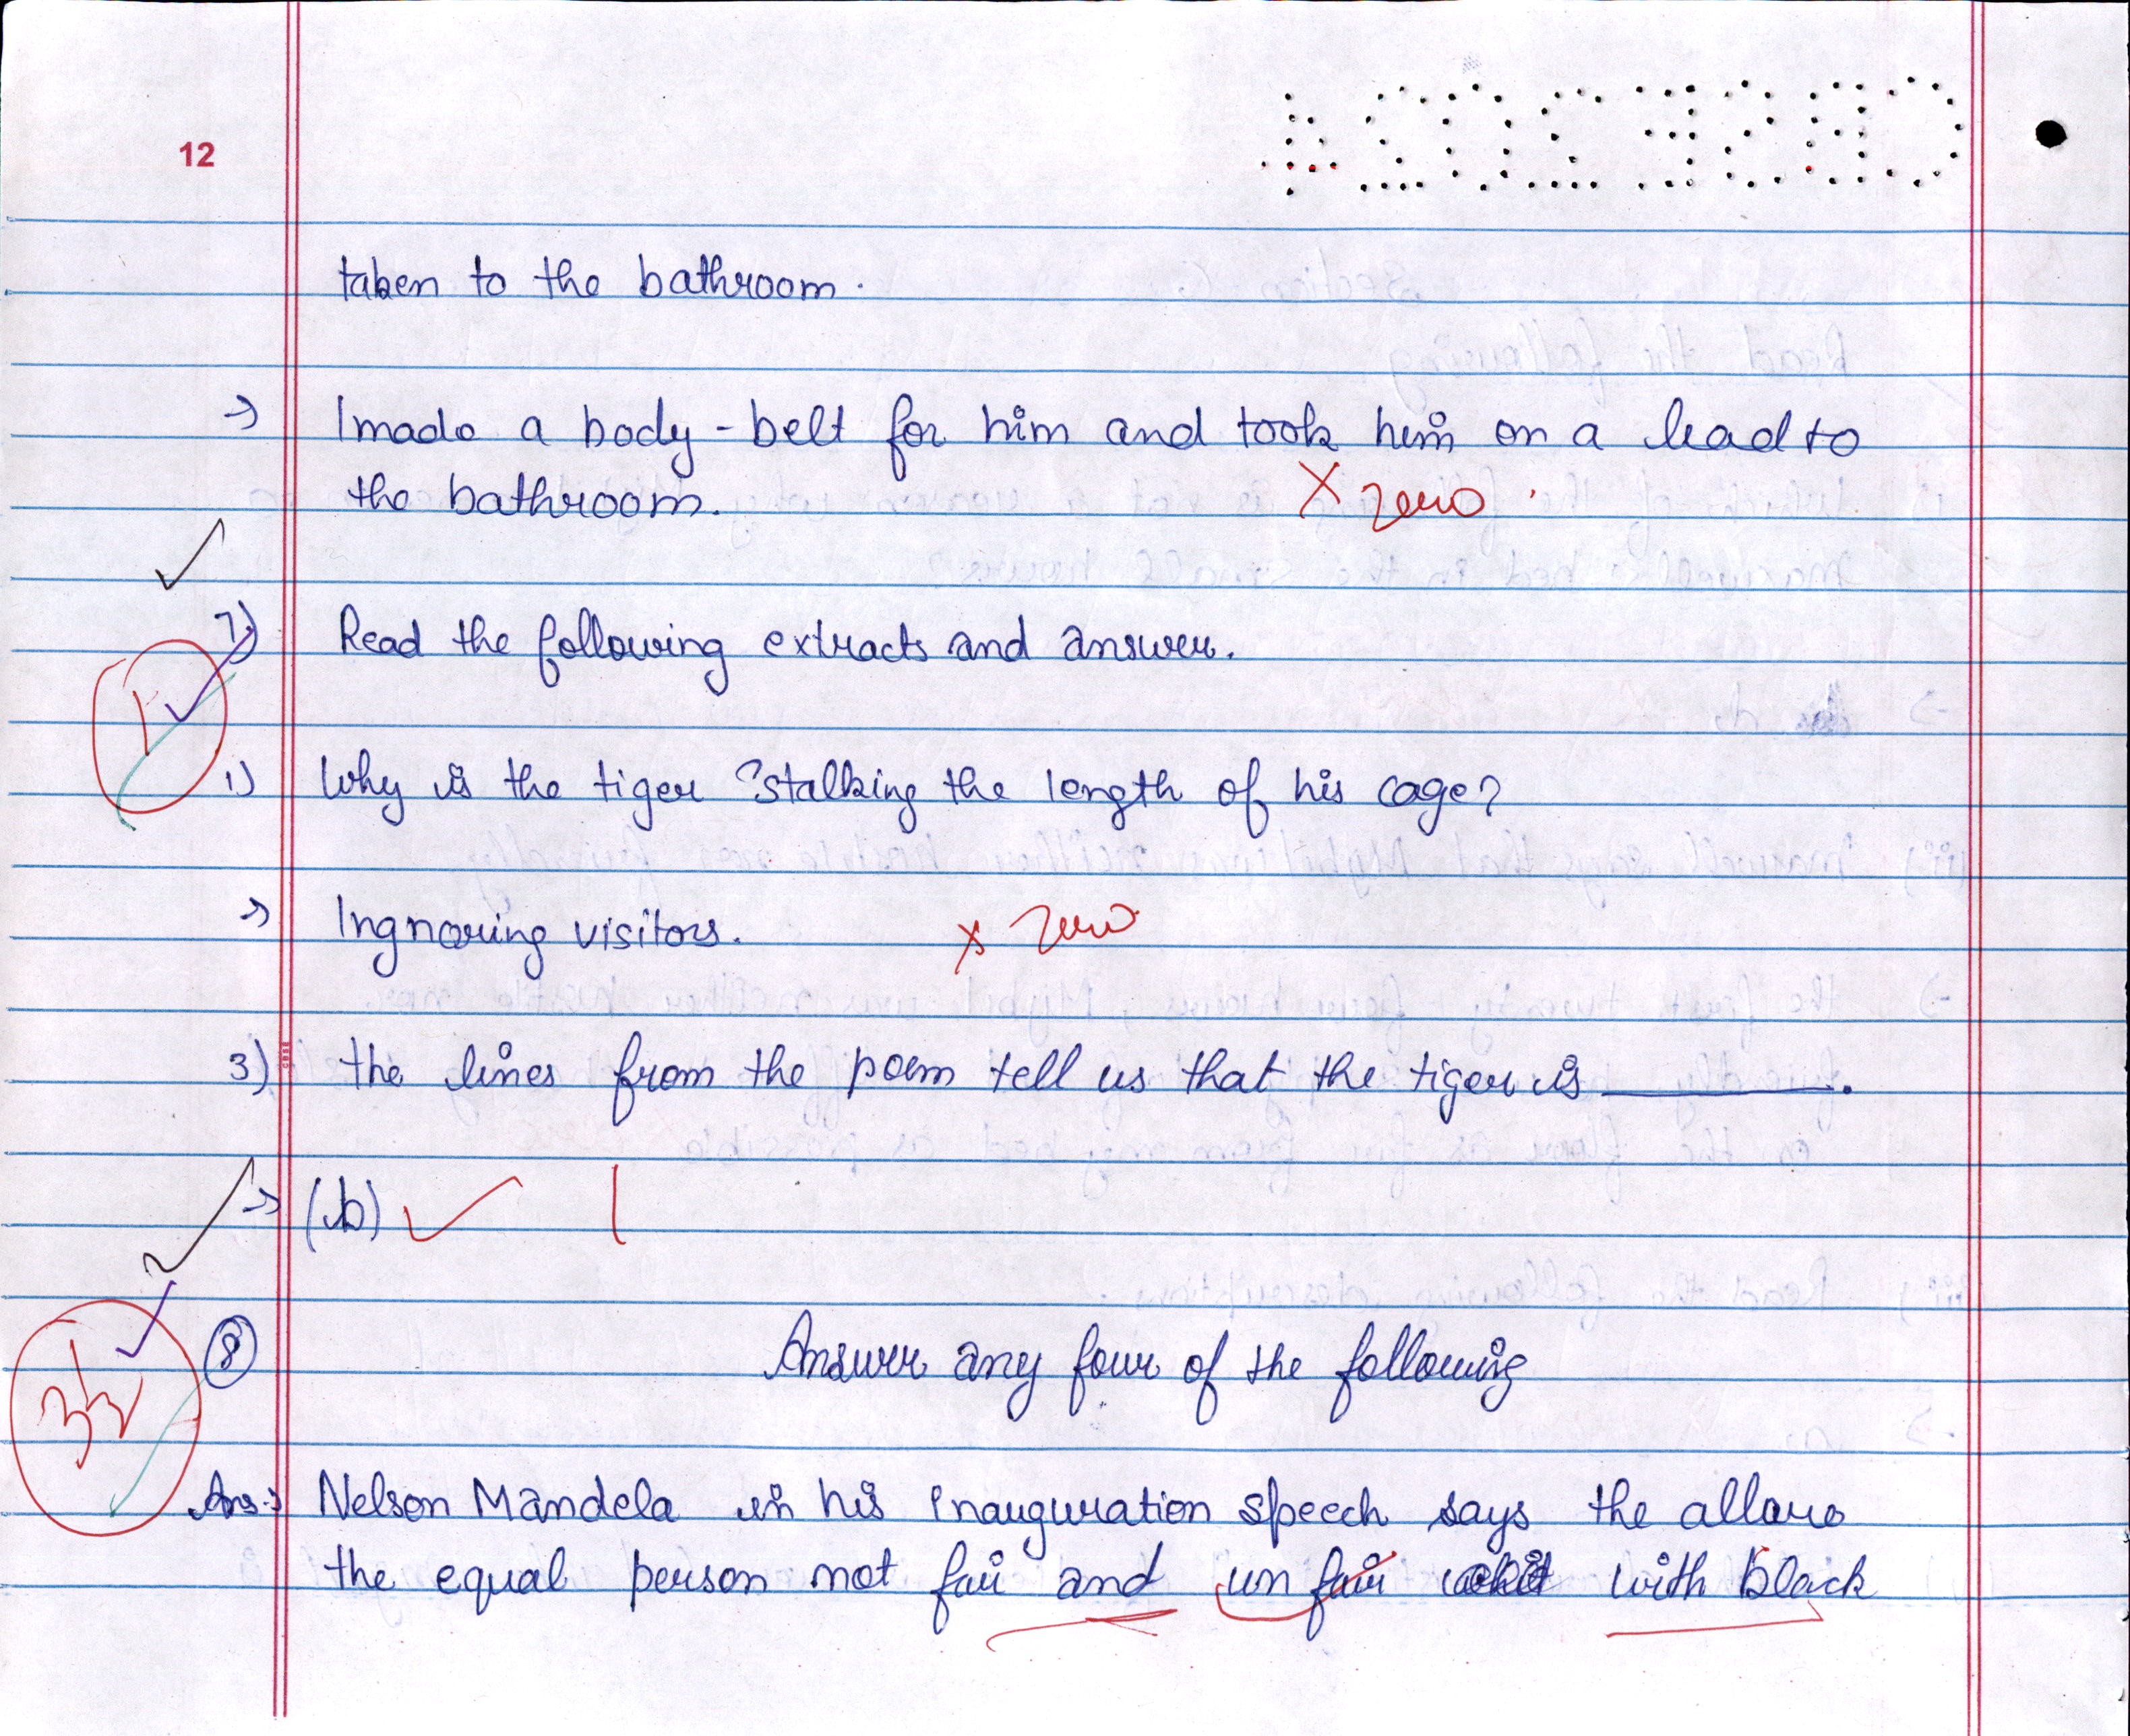 CBSE 2024
12
taken to the bathroom.
→ I made a body-belt for him and took him on a lead to
the bathroom.
X zero
7) Read the following extracts and answer.
1
1) Why is the tiger stalking the length of his cage?
→ Ingnoring visitors.
x zero
3) the lines from the poem tell us that the tiger is ______.
→ (b) 1
8 Answer any four of the following
3½
Ans → Nelson Mandela in his inauguration speech says the
the equal person not fair and un fair with black